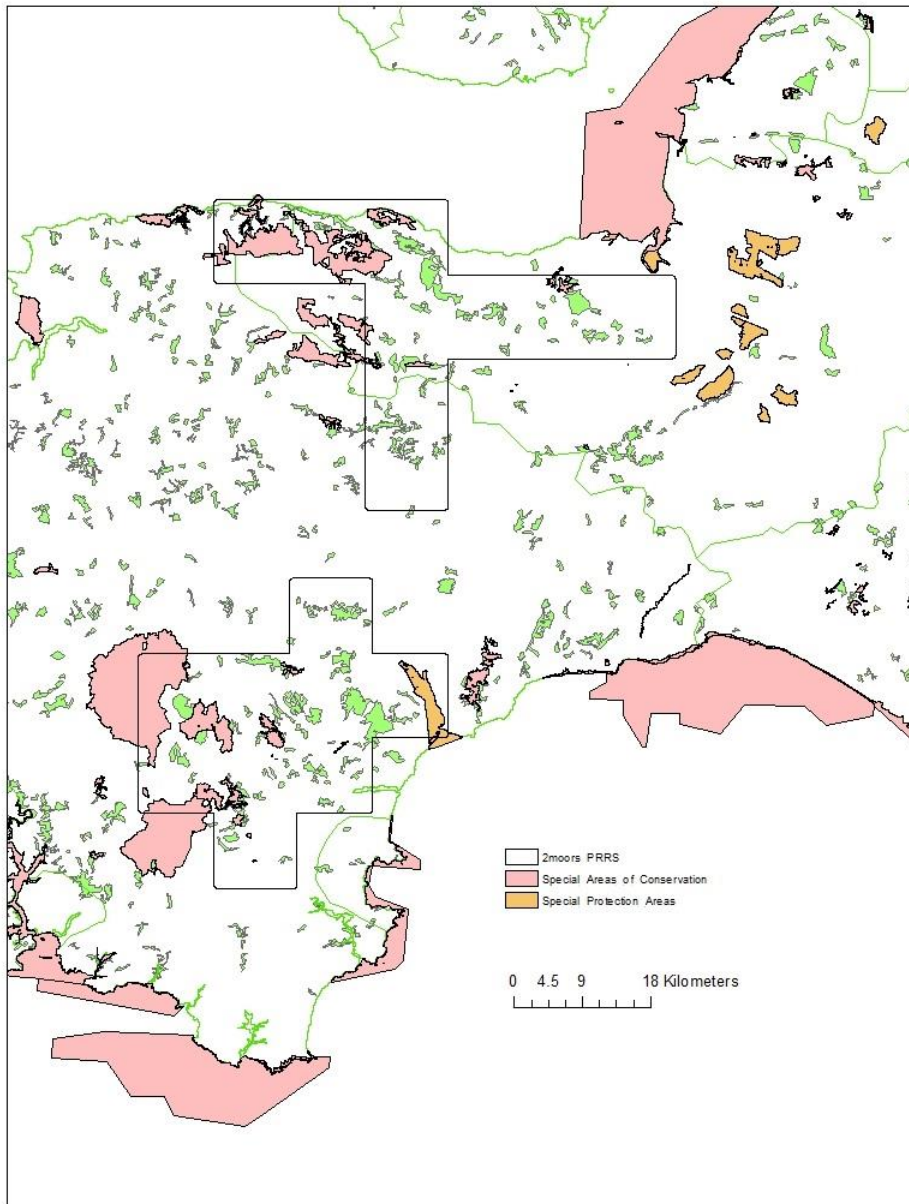 2moors PRRS
Special Areas of Conservation
Special Protection Areas
0 4.5 9 18 Kilometers